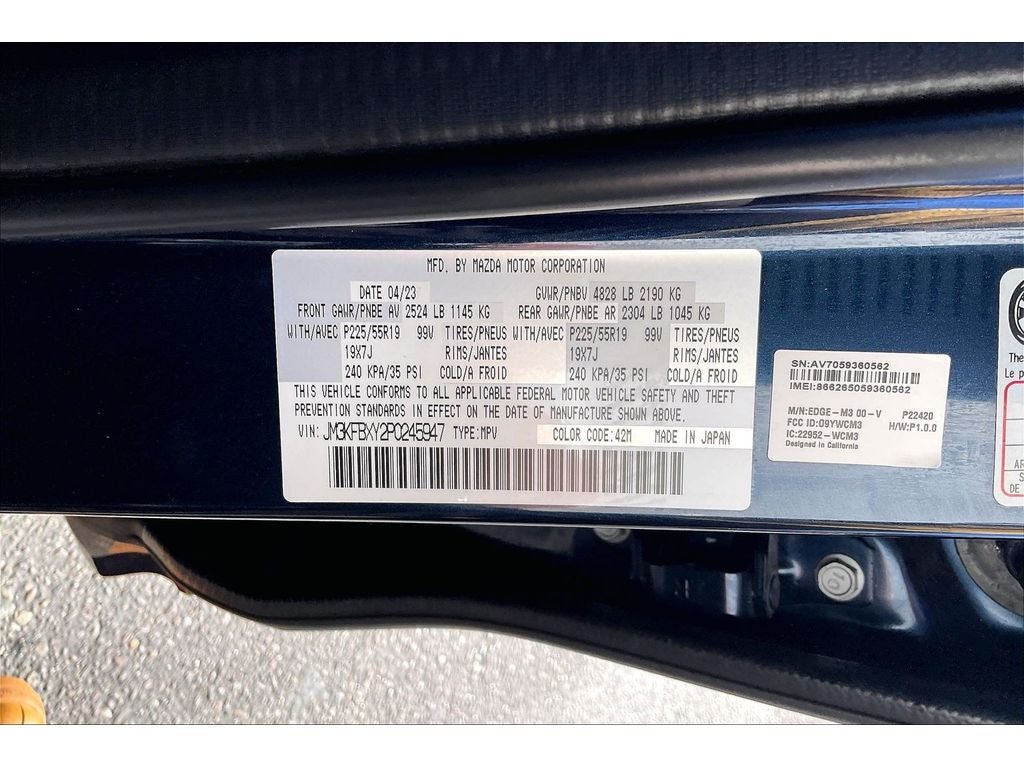 MFD. BY MAZDA MOTOR CORPORATION
DATE 04/23 GVWR/PNBV 4828 LB 2190 KG
FRONT GAWR/PNBE AV 2524 LB 1145 KG REAR GAWR/PNBE AR 2304 LB 1045 KG
WITH/AVEC P225/55R19 99V TIRES/PNEUS WITH/AVEC P225/55R19 99V TIRES/PNEUS
19X7J RIMS/JANTES 19X7J RIMS/JANTES
240 KPA/35 PSI COLD/A FROID 240 KPA/35 PSI COLD/A FROID
THIS VEHICLE CONFORMS TO ALL APPLICABLE FEDERAL MOTOR VEHICLE SAFETY AND THEFT
PREVENTION STANDARDS IN EFFECT ON THE DATE OF MANUFACTURE SHOWN ABOVE.
VIN: JM3KFBXY2P0245947 TYPE: MPV COLOR CODE: 42M MADE IN JAPAN
SN:AV7059360562
IMEI:866265059360562
M/N:EDGE-M3 00-V P22420
FCC ID:O9YWCM3 H/W:P1.0.0
IC:22952-WCM3
Designed in California
The
Le p
AR
S
DE